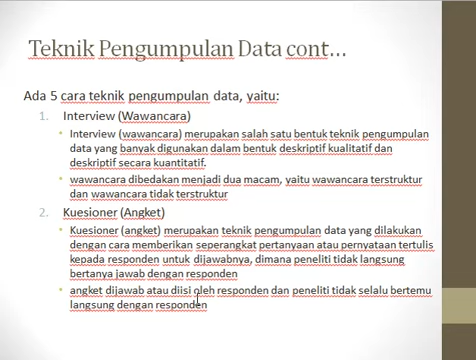 Teknik Pengumpulan Data cont...
Ada 5 cara teknik pengumpulan data, yaitu:
1. Interview (Wawancara)
• Interview (wawancara) merupakan salah satu bentuk teknik pengumpulan
data yang banyak digunakan dalam bentuk deskriptif kualitatif dan
deskriptif secara kuantitatif.
• wawancara dibedakan menjadi dua macam, yaitu wawancara terstruktur
dan wawancara tidak terstruktur
2. Kuesioner (Angket)
• Kuesioner (angket) merupakan teknik pengumpulan data yang dilakukan
dengan cara memberikan seperangkat pertanyaan atau pernyataan tertulis
kepada responden untuk dijawabnya, dimana peneliti tidak langsung
bertanya jawab dengan responden
• angket dijawab atau diisi oleh responden dan peneliti tidak selalu bertemu
langsung dengan responden